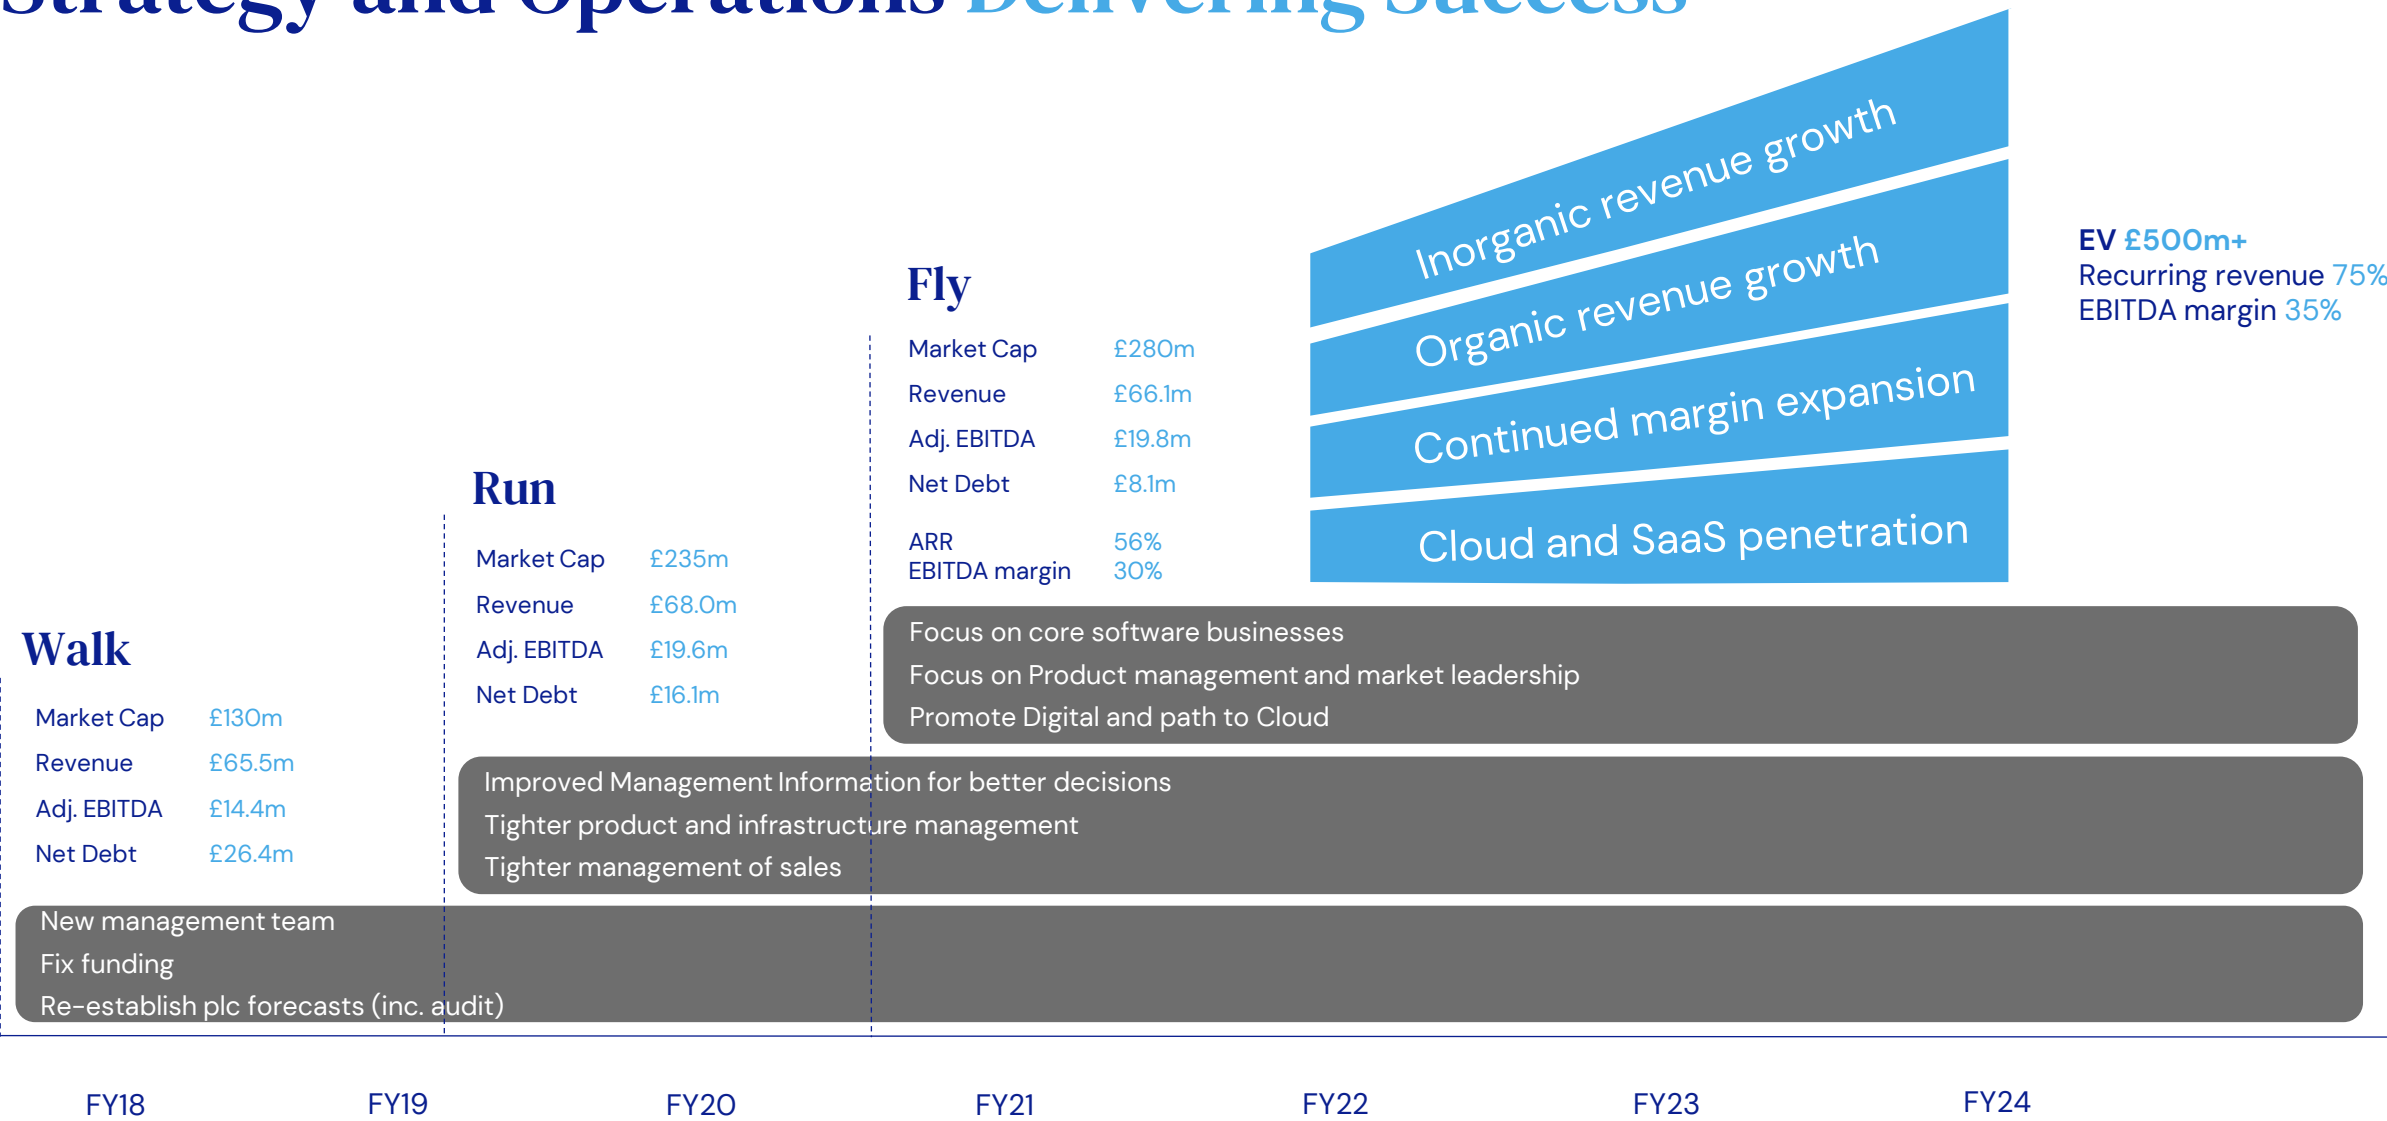 Strategy and Operations Delivering Success
Inorganic revenue growth
Organic revenue growth
Continued margin expansion
Cloud and SaaS penetration
EV £500m+
Recurring revenue 75%
EBITDA margin 35%
Fly
Market Cap £280m
Revenue £66.1m
Adj. EBITDA £19.8m
Net Debt £8.1m
ARR 56%
EBITDA margin 30%
Run
Market Cap £235m
Revenue £68.0m
Adj. EBITDA £19.6m
Net Debt £16.1m
Walk
Market Cap £130m
Revenue £65.5m
Adj. EBITDA £14.4m
Net Debt £26.4m
Focus on core software businesses
Focus on Product management and market leadership
Promote Digital and path to Cloud
Improved Management Information for better decisions
Tighter product and infrastructure management
Tighter management of sales
New management team
Fix funding
Re-establish plc forecasts (inc. audit)
FY18 FY19 FY20 FY21 FY22 FY23 FY24